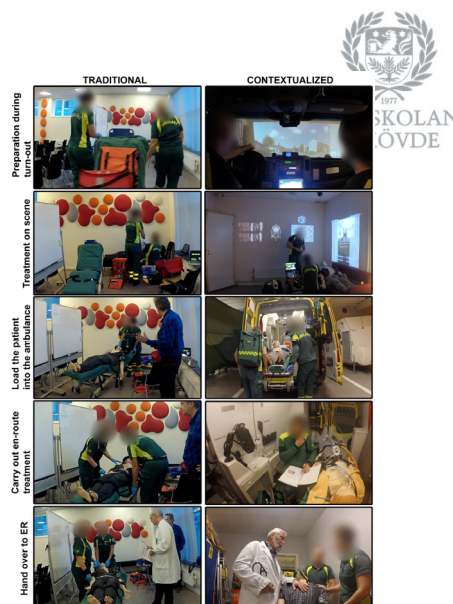 1977
SKOLAN
ÖVDE
TRADITIONAL
CONTEXTUALIZED
Preparation during
turn-out
Treatment on scene
Load the patient
into the ambulance
Carry out en-route
treatment
Hand over to ER